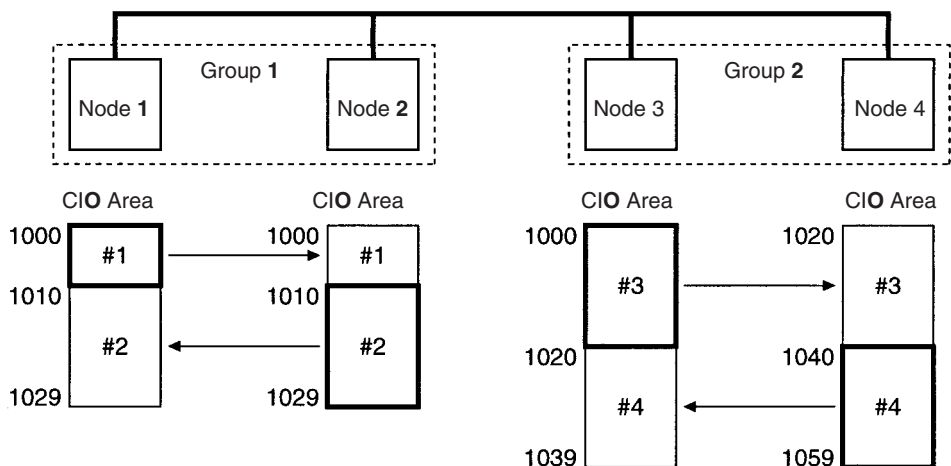 Group 1
Group 2
Node 1
Node 2
Node 3
Node 4
CIO Area
CIO Area
CIO Area
CIO Area
1000
#1
1000
#1
1000
#3
1020
#3
1010
#2
1010
#2
1020
#4
1040
#4
1029
1029
1039
1059